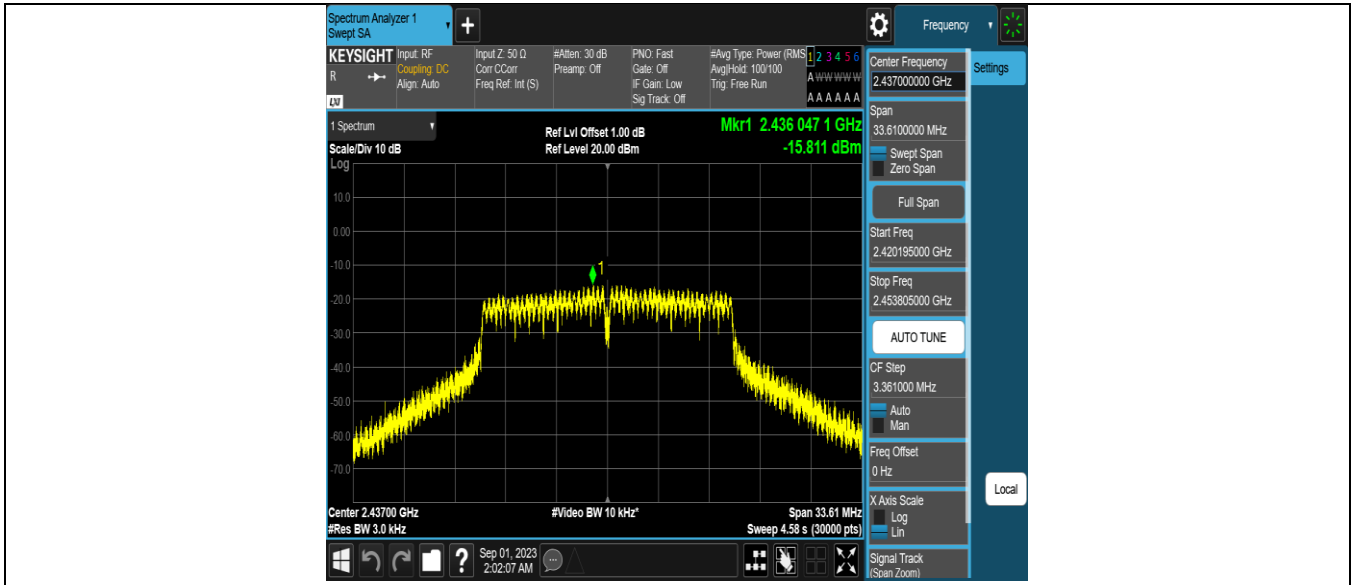 Spectrum Analyzer 1
Swept SA
+
Frequency
KEYSIGHT
R
LXI
Input: RF
Coupling: DC
Align: Auto
Input Z: 50 Ω
Corr CCorr
Freq Ref: Int (S)
#Atten: 30 dB
Preamp: Off
PNO: Fast
Gate: Off
IF Gain: Low
Sig Track: Off
#Avg Type: Power (RMS
Avg|Hold: 100/100
Trig: Free Run
1 2 3 4 5 6
A W W W W W
A A A A A A
1 Spectrum
Scale/Div 10 dB
Log
Ref Lvl Offset 1.00 dB
Ref Level 20.00 dBm
Mkr1 2.436 047 1 GHz
-15.811 dBm
10.0
0.00
-10.0
-20.0
-30.0
-40.0
-50.0
-60.0
-70.0
1
Center 2.43700 GHz
#Res BW 3.0 kHz
#Video BW 10 kHz*
Span 33.61 MHz
Sweep 4.58 s (30000 pts)
?
Sep 01, 2023
2:02:07 AM
Center Frequency
2.437000000 GHz
Span
33.6100000 MHz
Swept Span
Zero Span
Full Span
Start Freq
2.420195000 GHz
Stop Freq
2.453805000 GHz
AUTO TUNE
CF Step
3.361000 MHz
Auto
Man
Freq Offset
0 Hz
X Axis Scale
Log
Lin
Signal Track
(Span Zoom)
Settings
Local